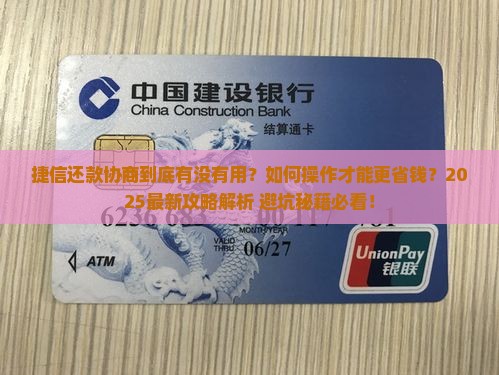 中国建设银行
China Construction Bank
结算通卡
捷信还款协商到底有没有用？如何操作才能更省钱？20
25最新攻略解析 避坑秘籍必看！
MONTH/YEAR
VALID
THRU
06/27
ATM
UnionPay
银联